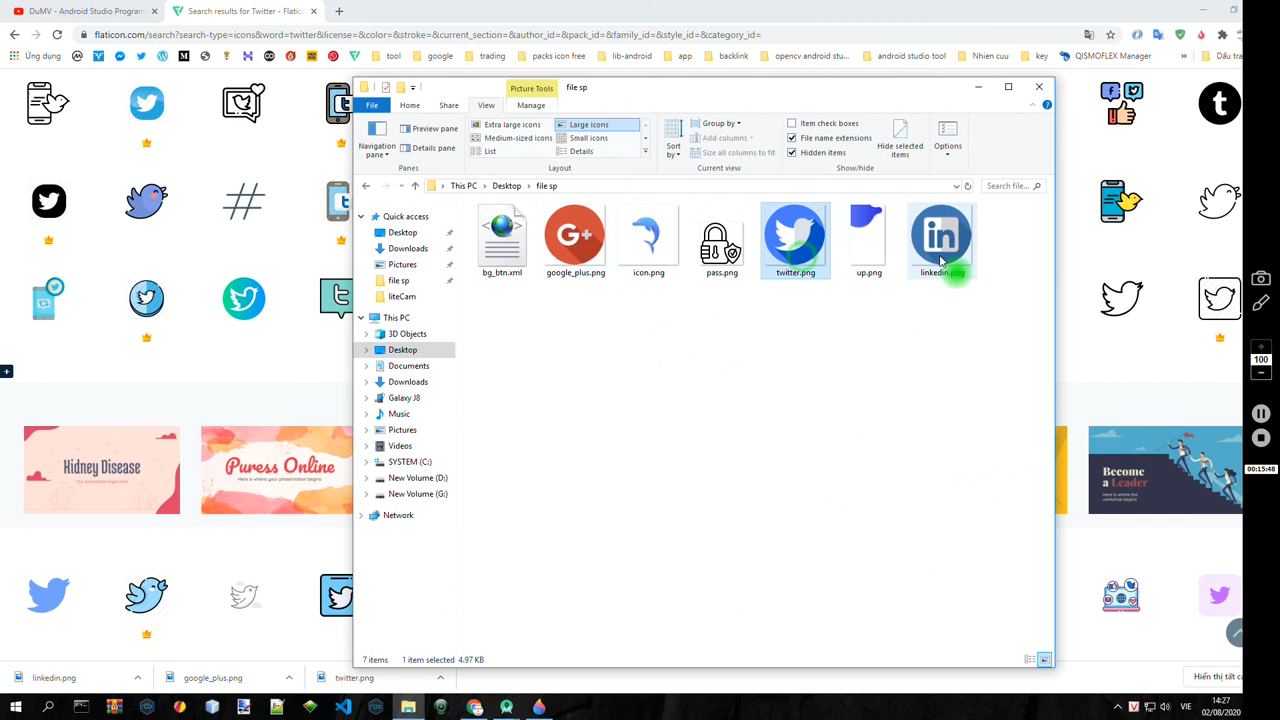 DuMV - Android Studio Program
Search results for Twitter - Flatico
flaticon.com/search?search-type=icons&word=twitter&license=&color=&stroke=&current_section=&author_id=&pack_id=&family_id=&style_id=&category_id=
Ứng dung
tool
google
trading
packs icon free
lib-android
app
backlink
opencv android stud...
android studio tool
Nhien cuu
key
QISMOFLEX Manager
»
Dấu tra
Picture Tools
file sp
File
Home
Share
View
Manage
Navigation pane
Preview pane
Details pane
Panes
Extra large icons
Large icons
Medium-sized icons
Small icons
List
Details
Layout
Sort by
Group by
Add columns
Size all columns to fit
Current view
Item check boxes
File name extensions
Hidden items
Hide selected items
Show/hide
Options
This PC > Desktop > file sp
Search file...
Quick access
Desktop
Downloads
Pictures
file sp
liteCam
This PC
3D Objects
Desktop
Documents
Downloads
Galaxy J8
Music
Pictures
Videos
SYSTEM (C:)
New Volume (D:)
New Volume (G:)
Network
bg_btn.xml
google_plus.png
icon.png
pass.png
twitter.png
up.png
linkedin.png
G+
in
7 items
1 item selected 4.97 KB
Kidney Disease
Puress Online
Become
a Leader
100
00:15:48
linkedin.png
google_plus.png
twitter.png
Hiển thị tất cả
VIE
14:27
02/08/2020